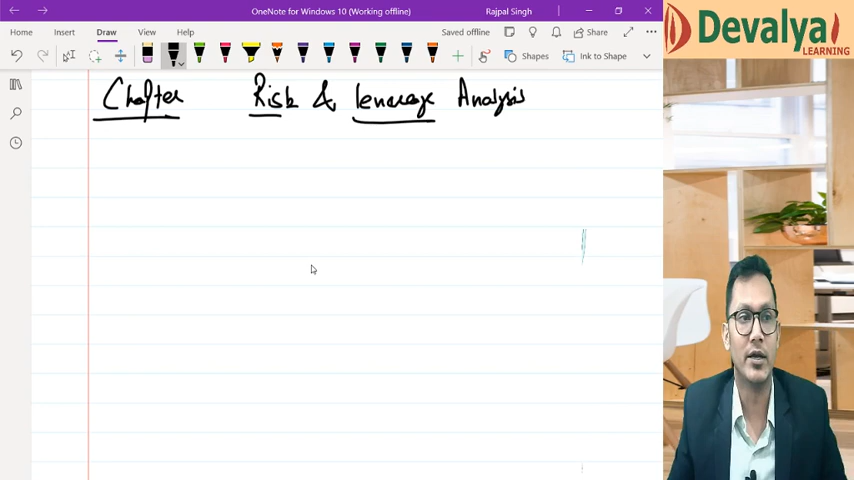 OneNote for Windows 10 (Working offline)
Rajpal Singh
Home Insert Draw View Help
Saved offline
Share
Shapes
Ink to Shape
Chapter Risk & Leverage Analysis
Devalya
LEARNING